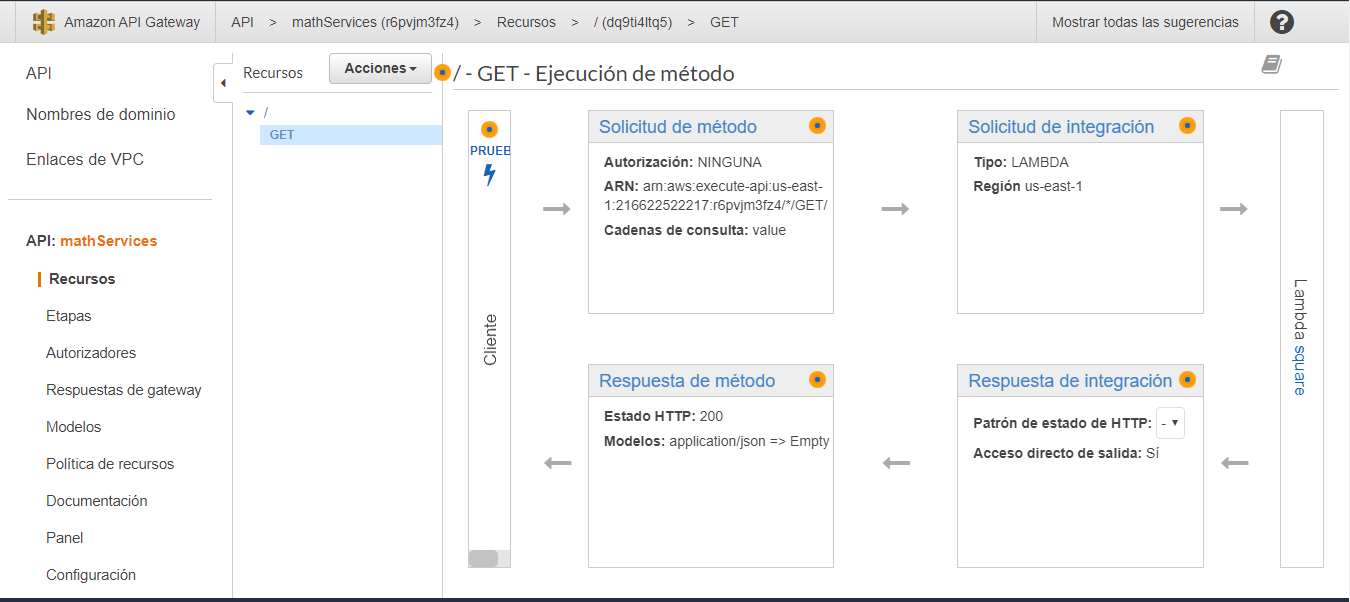 Amazon API Gateway
API > mathServices (r6pvjm3fz4) > Recursos > / (dq9ti4ltq5) > GET
Mostrar todas las sugerencias
?
API
Nombres de dominio
Enlaces de VPC
API: mathServices
Recursos
Etapas
Autorizadores
Respuestas de gateway
Modelos
Política de recursos
Documentación
Panel
Configuración
Recursos
Acciones
/
GET
/ - GET - Ejecución de método
PRUEB
Cliente
Solicitud de método
Autorización: NINGUNA
ARN: arn:aws:execute-api:us-east-
1:216622522217:r6pvjm3fz4/*/GET/
Cadenas de consulta: value
Solicitud de integración
Tipo: LAMBDA
Región us-east-1
Lambda square
Respuesta de método
Estado HTTP: 200
Modelos: application/json => Empty
Respuesta de integración
Patrón de estado de HTTP: -
Acceso directo de salida: Sí